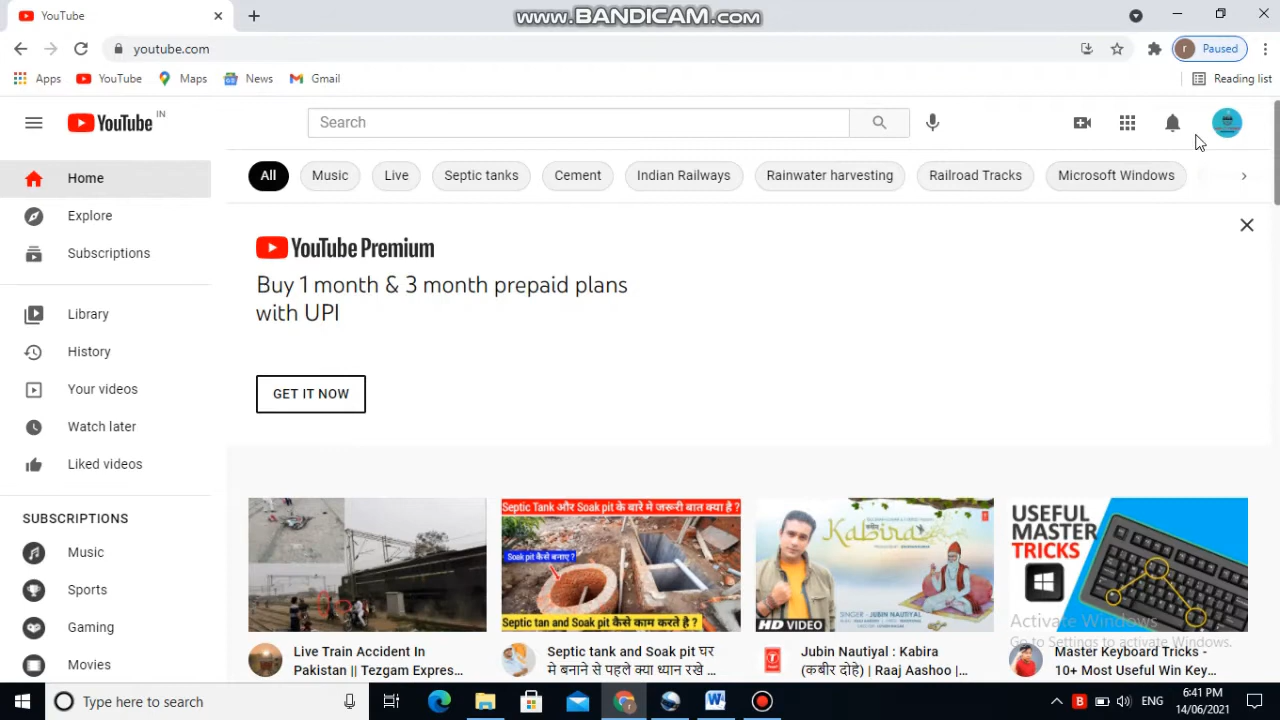 YouTube
www.BANDICAM.com
youtube.com
Paused
Apps
YouTube
Maps
News
Gmail
Reading list
YouTube IN
Search
Home
Explore
Subscriptions
Library
History
Your videos
Watch later
Liked videos
SUBSCRIPTIONS
Music
Sports
Gaming
Movies
All
Music
Live
Septic tanks
Cement
Indian Railways
Rainwater harvesting
Railroad Tracks
Microsoft Windows
YouTube Premium
Buy 1 month & 3 month prepaid plans
with UPI
GET IT NOW
Septic Tank और Soak pit के बारे मे जरूरी बात क्या है ?
Soak pit कैसे बनाए ?
Septic tan and Soak pit कैसे काम करते है ?
Kabira
SINGER - JUBIN NAUTIYAL
HD VIDEO
USEFUL
MASTER
TRICKS
Live Train Accident In
Pakistan || Tezgam Expres...
Septic tank and Soak pit घर
मे बनाने से पहले क्या ध्यान रखे ...
Jubin Nautiyal : Kabira
(कबीर दोहे) | Raaj Aashoo |...
Master Keyboard Tricks -
10+ Most Useful Win Key...
Activate Windows
Go to Settings to activate Windows.
Type here to search
ENG
6:41 PM
14/06/2021